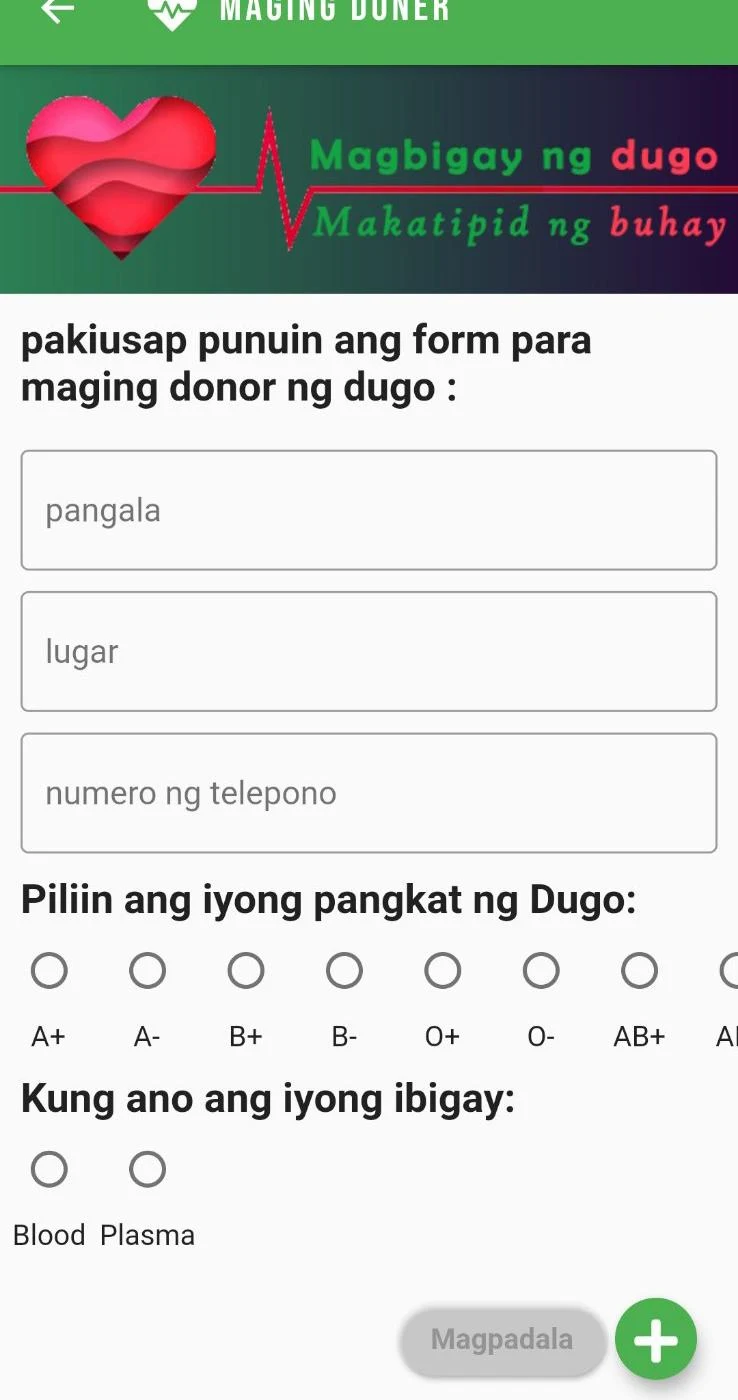 MAGING DONER
Magbigay ng dugo
Makatipid ng buhay
pakiusap punuin ang form para
maging donor ng dugo :
pangala
lugar
numero ng telepono
Piliin ang iyong pangkat ng Dugo:
A+ A- B+ B- O+ O- AB+
Kung ano ang iyong ibigay:
Blood Plasma
Magpadala